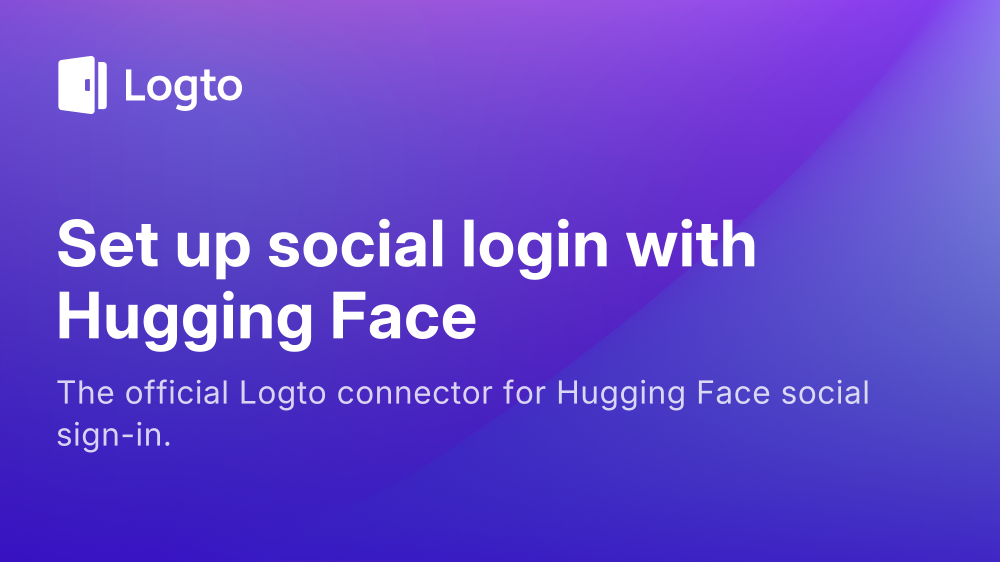 Logto
Set up social login with
Hugging Face
The official Logto connector for Hugging Face social
sign-in.